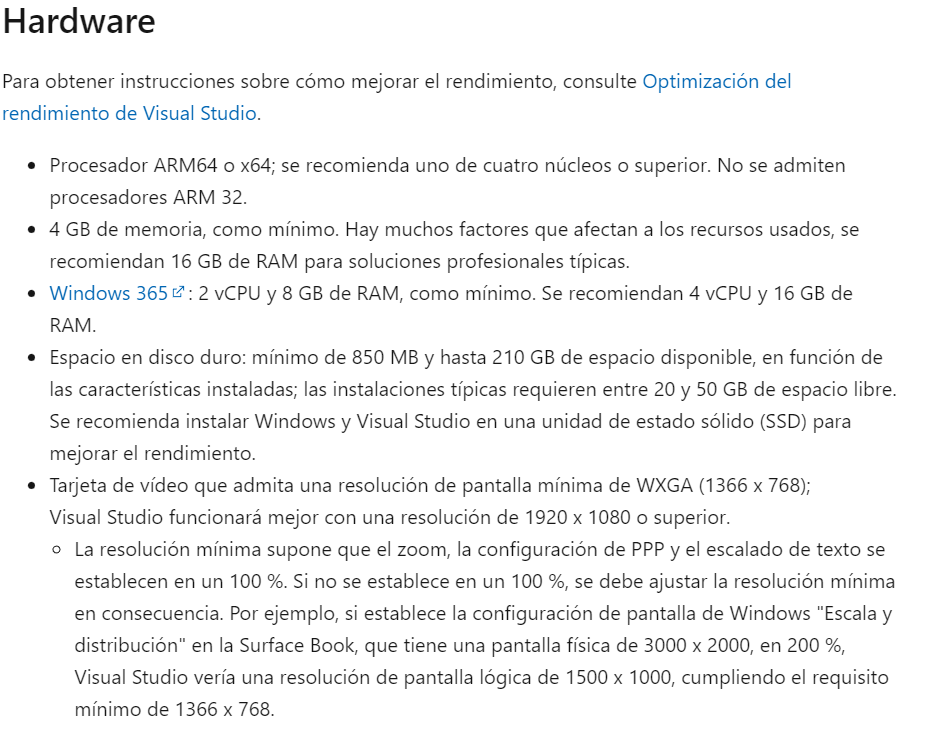 Hardware
Para obtener instrucciones sobre cómo mejorar el rendimiento, consulte Optimización del
rendimiento de Visual Studio.
• Procesador ARM64 o x64; se recomienda uno de cuatro núcleos o superior. No se admiten
procesadores ARM 32.
• 4 GB de memoria, como mínimo. Hay muchos factores que afectan a los recursos usados, se
recomiendan 16 GB de RAM para soluciones profesionales típicas.
• Windows 365 : 2 vCPU y 8 GB de RAM, como mínimo. Se recomiendan 4 vCPU y 16 GB de
RAM.
• Espacio en disco duro: mínimo de 850 MB y hasta 210 GB de espacio disponible, en función de
las características instaladas; las instalaciones típicas requieren entre 20 y 50 GB de espacio libre.
Se recomienda instalar Windows y Visual Studio en una unidad de estado sólido (SSD) para
mejorar el rendimiento.
• Tarjeta de vídeo que admita una resolución de pantalla mínima de WXGA (1366 x 768);
Visual Studio funcionará mejor con una resolución de 1920 x 1080 o superior.
○ La resolución mínima supone que el zoom, la configuración de PPP y el escalado de texto se
establecen en un 100 %. Si no se establece en un 100 %, se debe ajustar la resolución mínima
en consecuencia. Por ejemplo, si establece la configuración de pantalla de Windows "Escala y
distribución" en la Surface Book, que tiene una pantalla física de 3000 x 2000, en 200 %,
Visual Studio vería una resolución de pantalla lógica de 1500 x 1000, cumpliendo el requisito
mínimo de 1366 x 768.